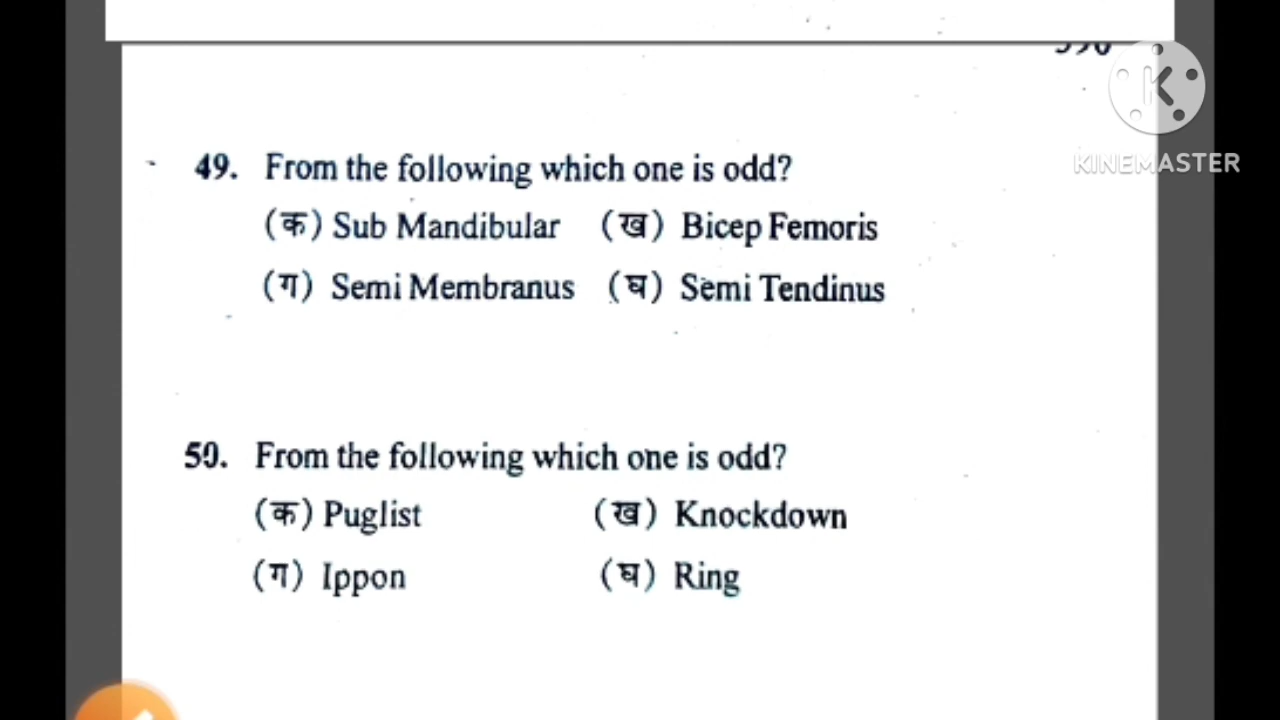 KINEMASTER
49. From the following which one is odd?
(क) Sub Mandibular (ख) Bicep Femoris
(ग) Semi Membranus (घ) Semi Tendinus
50. From the following which one is odd?
(क) Puglist (ख) Knockdown
(ग) Ippon (घ) Ring